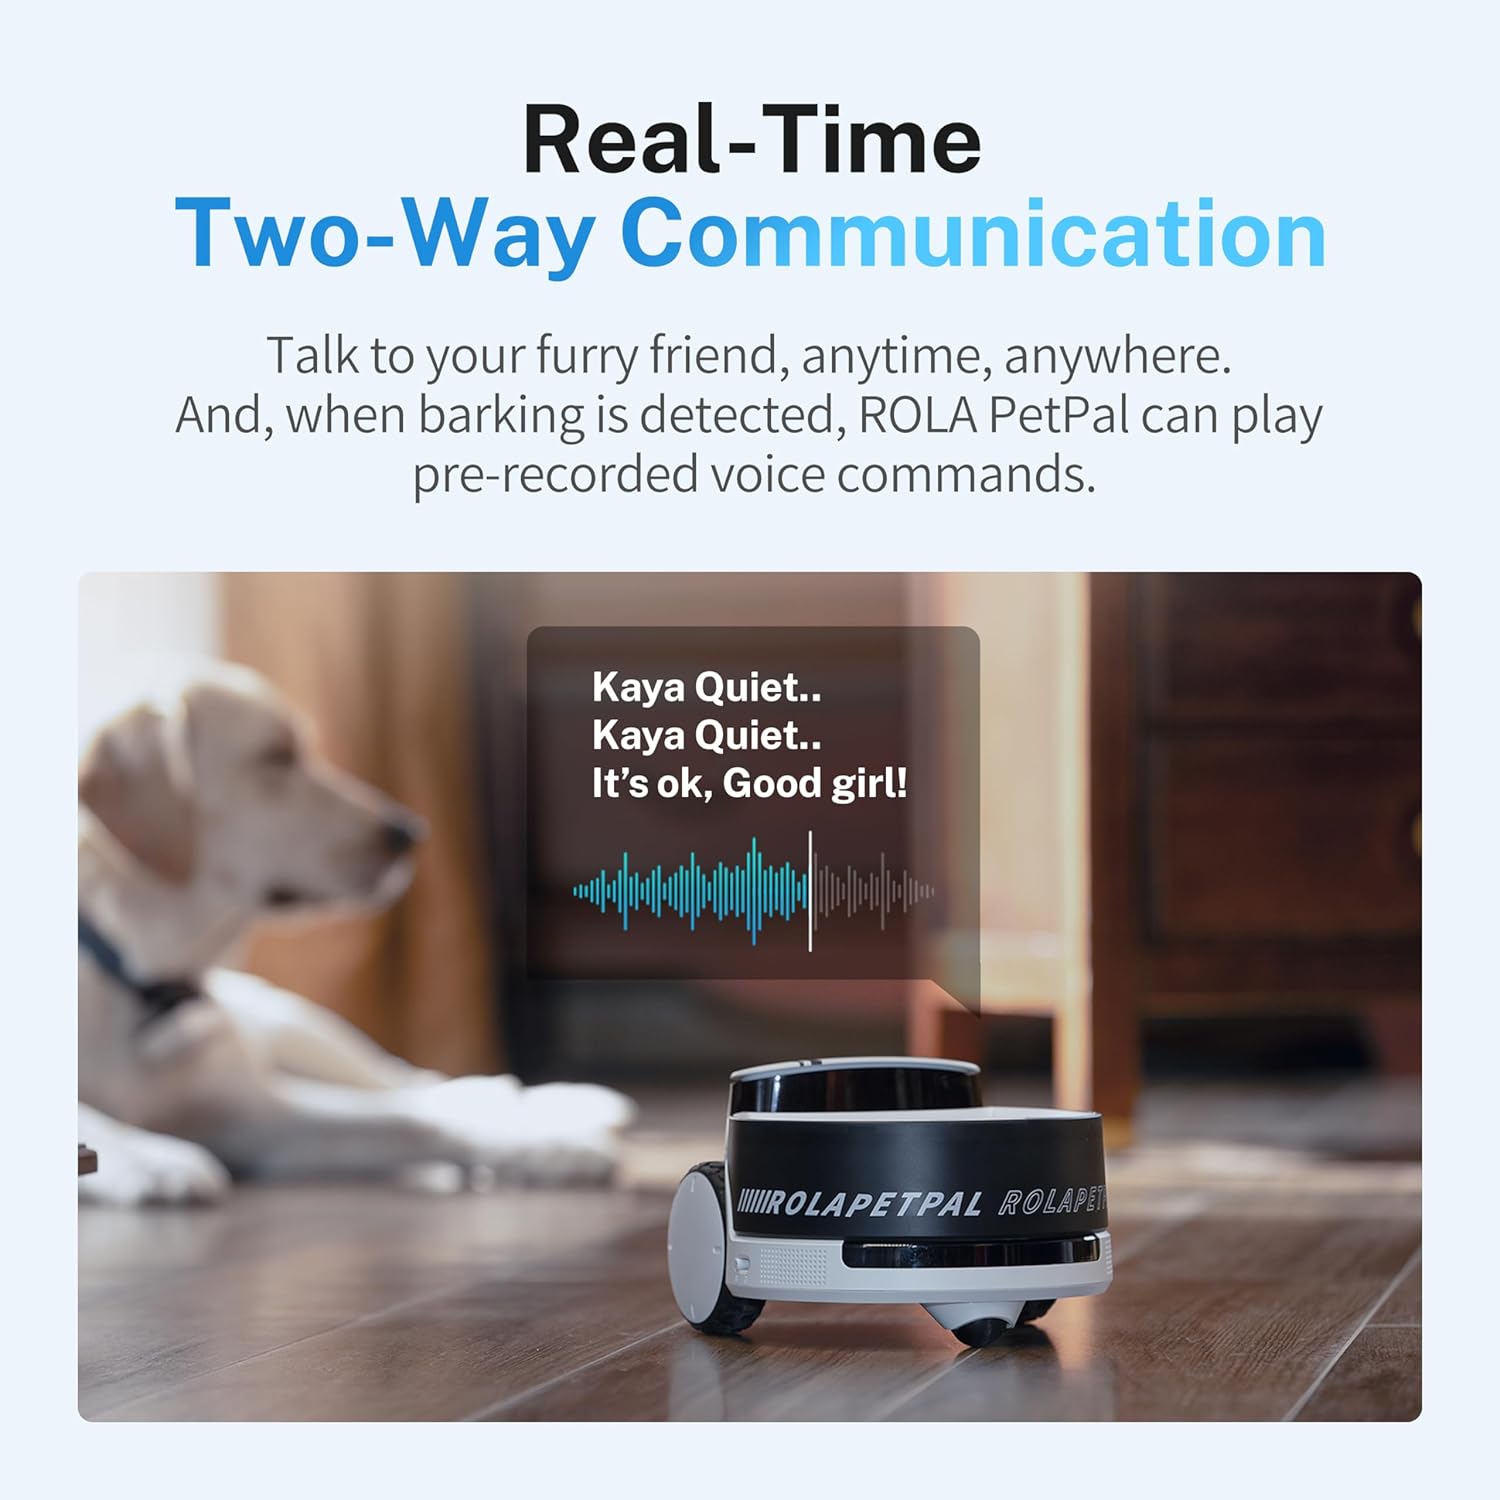 Real-Time
Two-Way Communication
Talk to your furry friend, anytime, anywhere.
And, when barking is detected, ROLA PetPal can play
pre-recorded voice commands.
Kaya Quiet..
Kaya Quiet..
It's ok, Good girl!
ROLAPETPAL ROLAPET